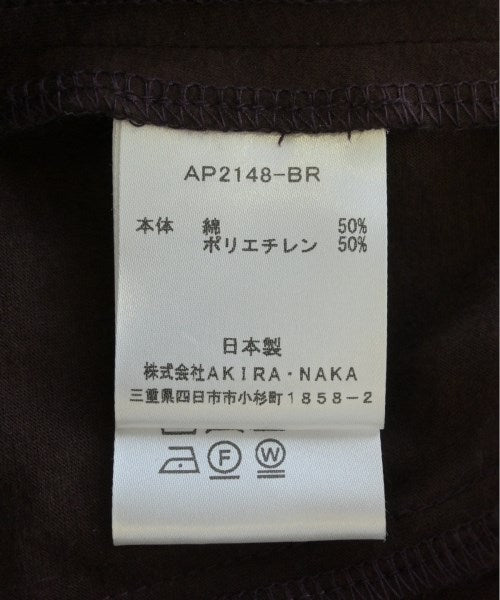 AP2148-BR
本体 綿 50%
ポリエチレン 50%
日本製
株式会社AKIRA・NAKA
三重県四日市市小杉町1858-2
F W